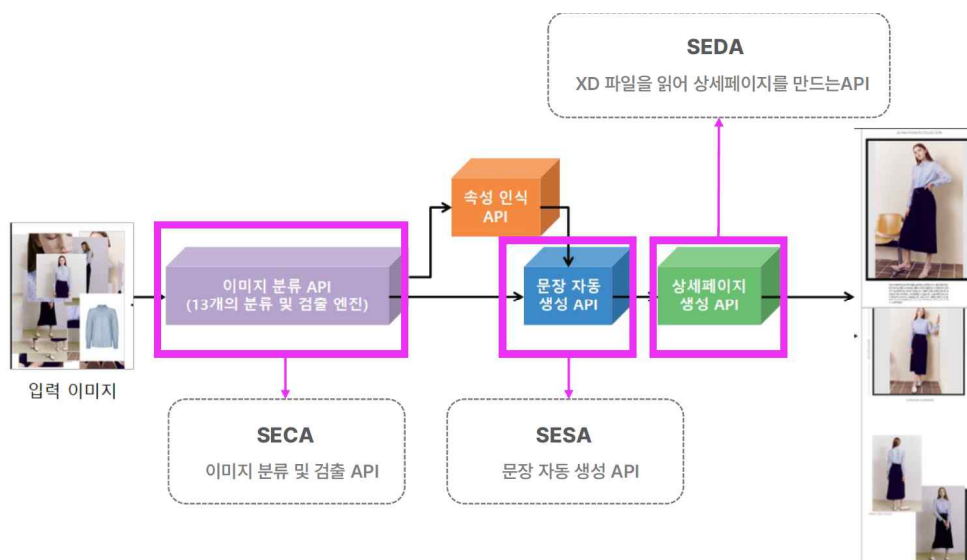 SEDA
XD 파일을 읽어 상세페이지를 만드는API
속성 인식
API
이미지 분류 API
(13개의 분류 및 검출 엔진)
문장 자동
생성 API
상세페이지
생성 API
입력 이미지
SECA
이미지 분류 및 검출 API
SESA
문장 자동 생성 API